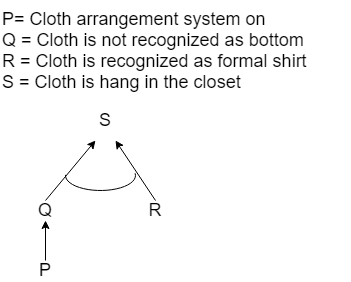 P= Cloth arrangement system on
Q = Cloth is not recognized as bottom
R = Cloth is recognized as formal shirt
S = Cloth is hang in the closet
S
Q R
P